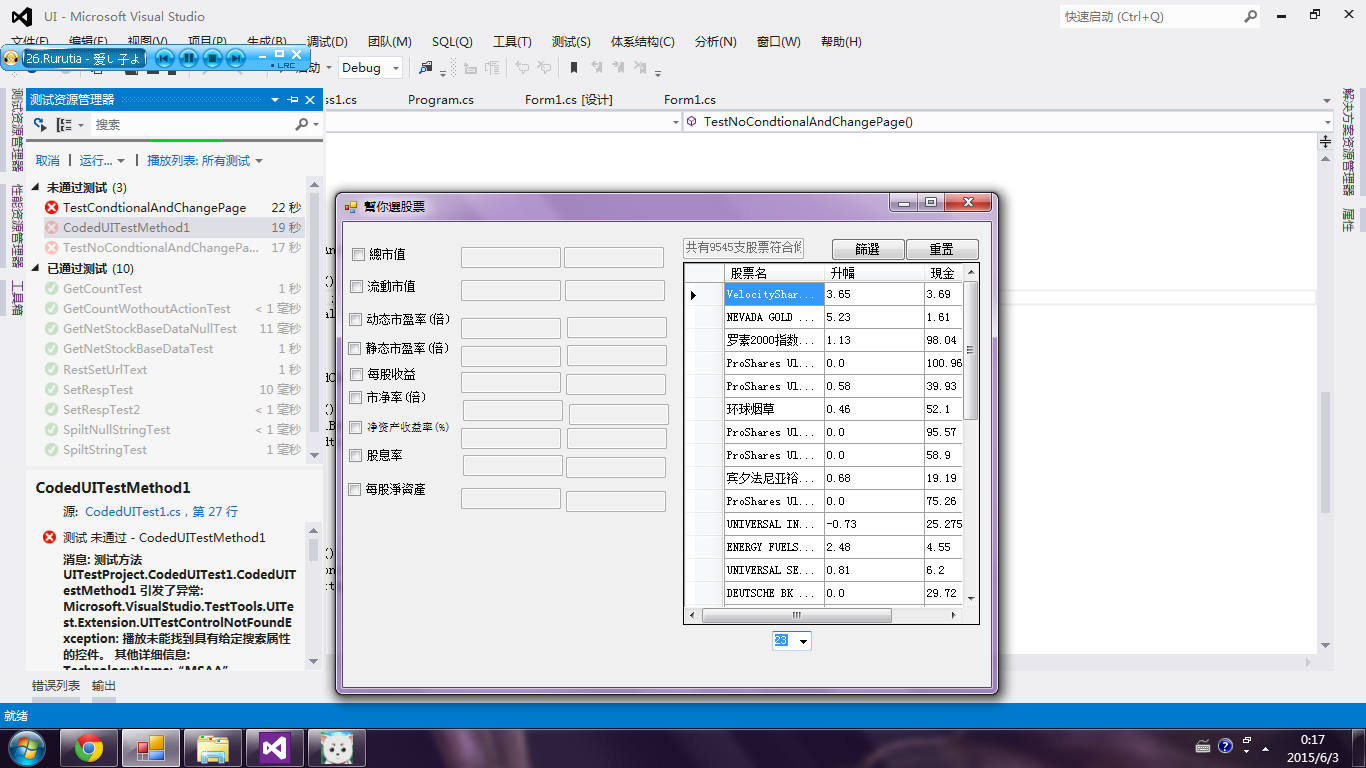 UI - Microsoft Visual Studio
快速启动 (Ctrl+Q)
调试(D) 团队(M) SQL(Q) 工具(T) 测试(S) 体系结构(C) 分析(N) 窗口(W) 帮助(H)
26.Rurutia - 爱し子よ
LRC
Debug
测试资源管理器
性能资源管理器
工具箱
测试资源管理器
ss1.cs Program.cs Form1.cs [设计] Form1.cs
搜索
TestNoCondtionalAndChangePage()
取消 运行... 播放列表: 所有测试
未通过测试 (3)
TestCondtionalAndChangePage 22 秒
CodedUITestMethod1 19 秒
TestNoCondtionalAndChangePa... 17 秒
已通过测试 (10)
GetCountTest 1 秒
GetCountWothoutActionTest < 1 毫秒
GetNetStockBaseDataNullTest 11 毫秒
GetNetStockBaseDataTest 1 秒
RestSetUrlText 1 秒
SetRespTest 10 毫秒
SetRespTest2 < 1 毫秒
SpiltNullStringTest < 1 毫秒
SpiltStringTest 1 毫秒
CodedUITestMethod1
源: CodedUITest1.cs，第 27 行
测试 未通过 - CodedUITestMethod1
消息: 测试方法
UITestProject.CodedUITest1.CodedUIT
estMethod1 引发了异常:
Microsoft.VisualStudio.TestTools.UITe
st.Extension.UITestControlNotFoundE
xception: 播放未能找到具有给定搜索属性
的控件。 其他详细信息:
TechnologyName: "MSAA"
错误列表 输出
就绪
幫你選股票
總市值
流動市值
动态市盈率(倍)
静态市盈率(倍)
每股收益
市净率(倍)
净资产收益率(%)
股息率
每股淨資產
共有9545支股票符合
篩選 重置
股票名 升幅 現金
VelocityShar... 3.65 3.69
NEVADA GOLD ... 5.23 1.61
罗素2000指数... 1.13 98.04
ProShares Ul... 0.0 100.96
ProShares Ul... 0.58 39.93
环球烟草 0.46 52.1
ProShares Ul... 0.0 95.57
ProShares Ul... 0.0 58.9
宾夕法尼亚裕... 0.68 19.19
ProShares Ul... 0.0 75.26
UNIVERSAL IN... -0.73 25.275
ENERGY FUELS... 2.48 4.55
UNIVERSAL SE... 0.81 6.2
DEUTSCHE BK ... 0.0 29.72
23
解决方案资源管理器
属性
0:17
2015/6/3